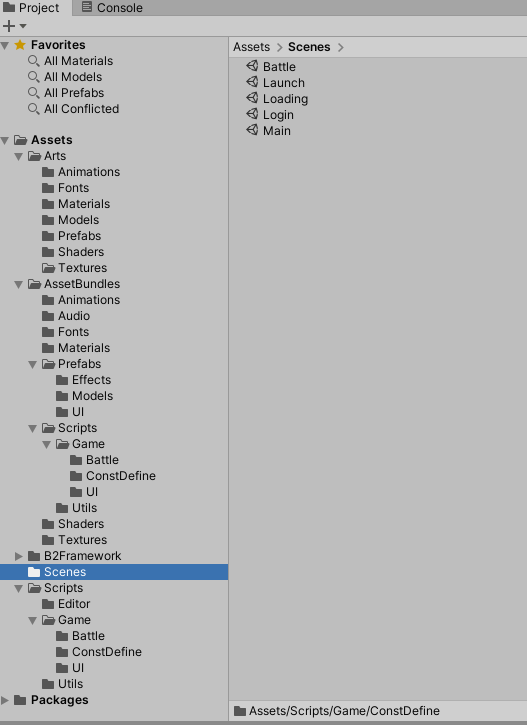 Project
Console
Favorites
All Materials
All Models
All Prefabs
All Conflicted
Assets
Arts
Animations
Fonts
Materials
Models
Prefabs
Shaders
Textures
AssetBundles
Animations
Audio
Fonts
Materials
Prefabs
Effects
Models
UI
Scripts
Game
Battle
ConstDefine
UI
Utils
Shaders
Textures
B2Framework
Scenes
Scripts
Editor
Game
Battle
ConstDefine
UI
Utils
Packages
Assets > Scenes >
Battle
Launch
Loading
Login
Main
Assets/Scripts/Game/ConstDefine